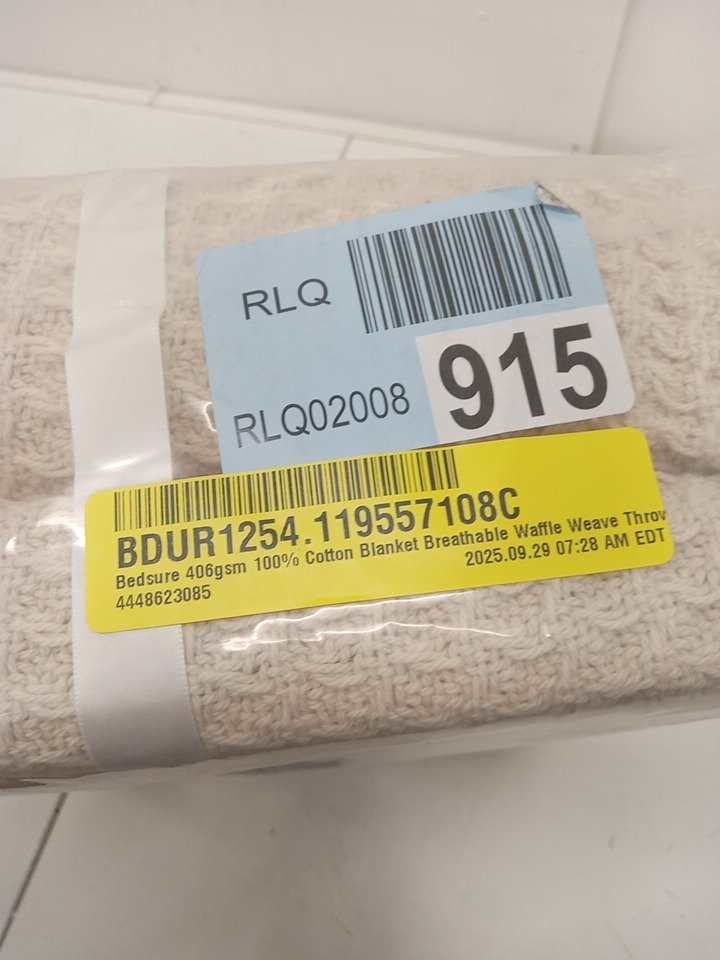 RLQ
RLQ02008
915
BDUR1254.119557108C
Bedsure 406gsm 100% Cotton Blanket Breathable Waffle Weave
2025.09.29 07:28 AM EDT
4448623085